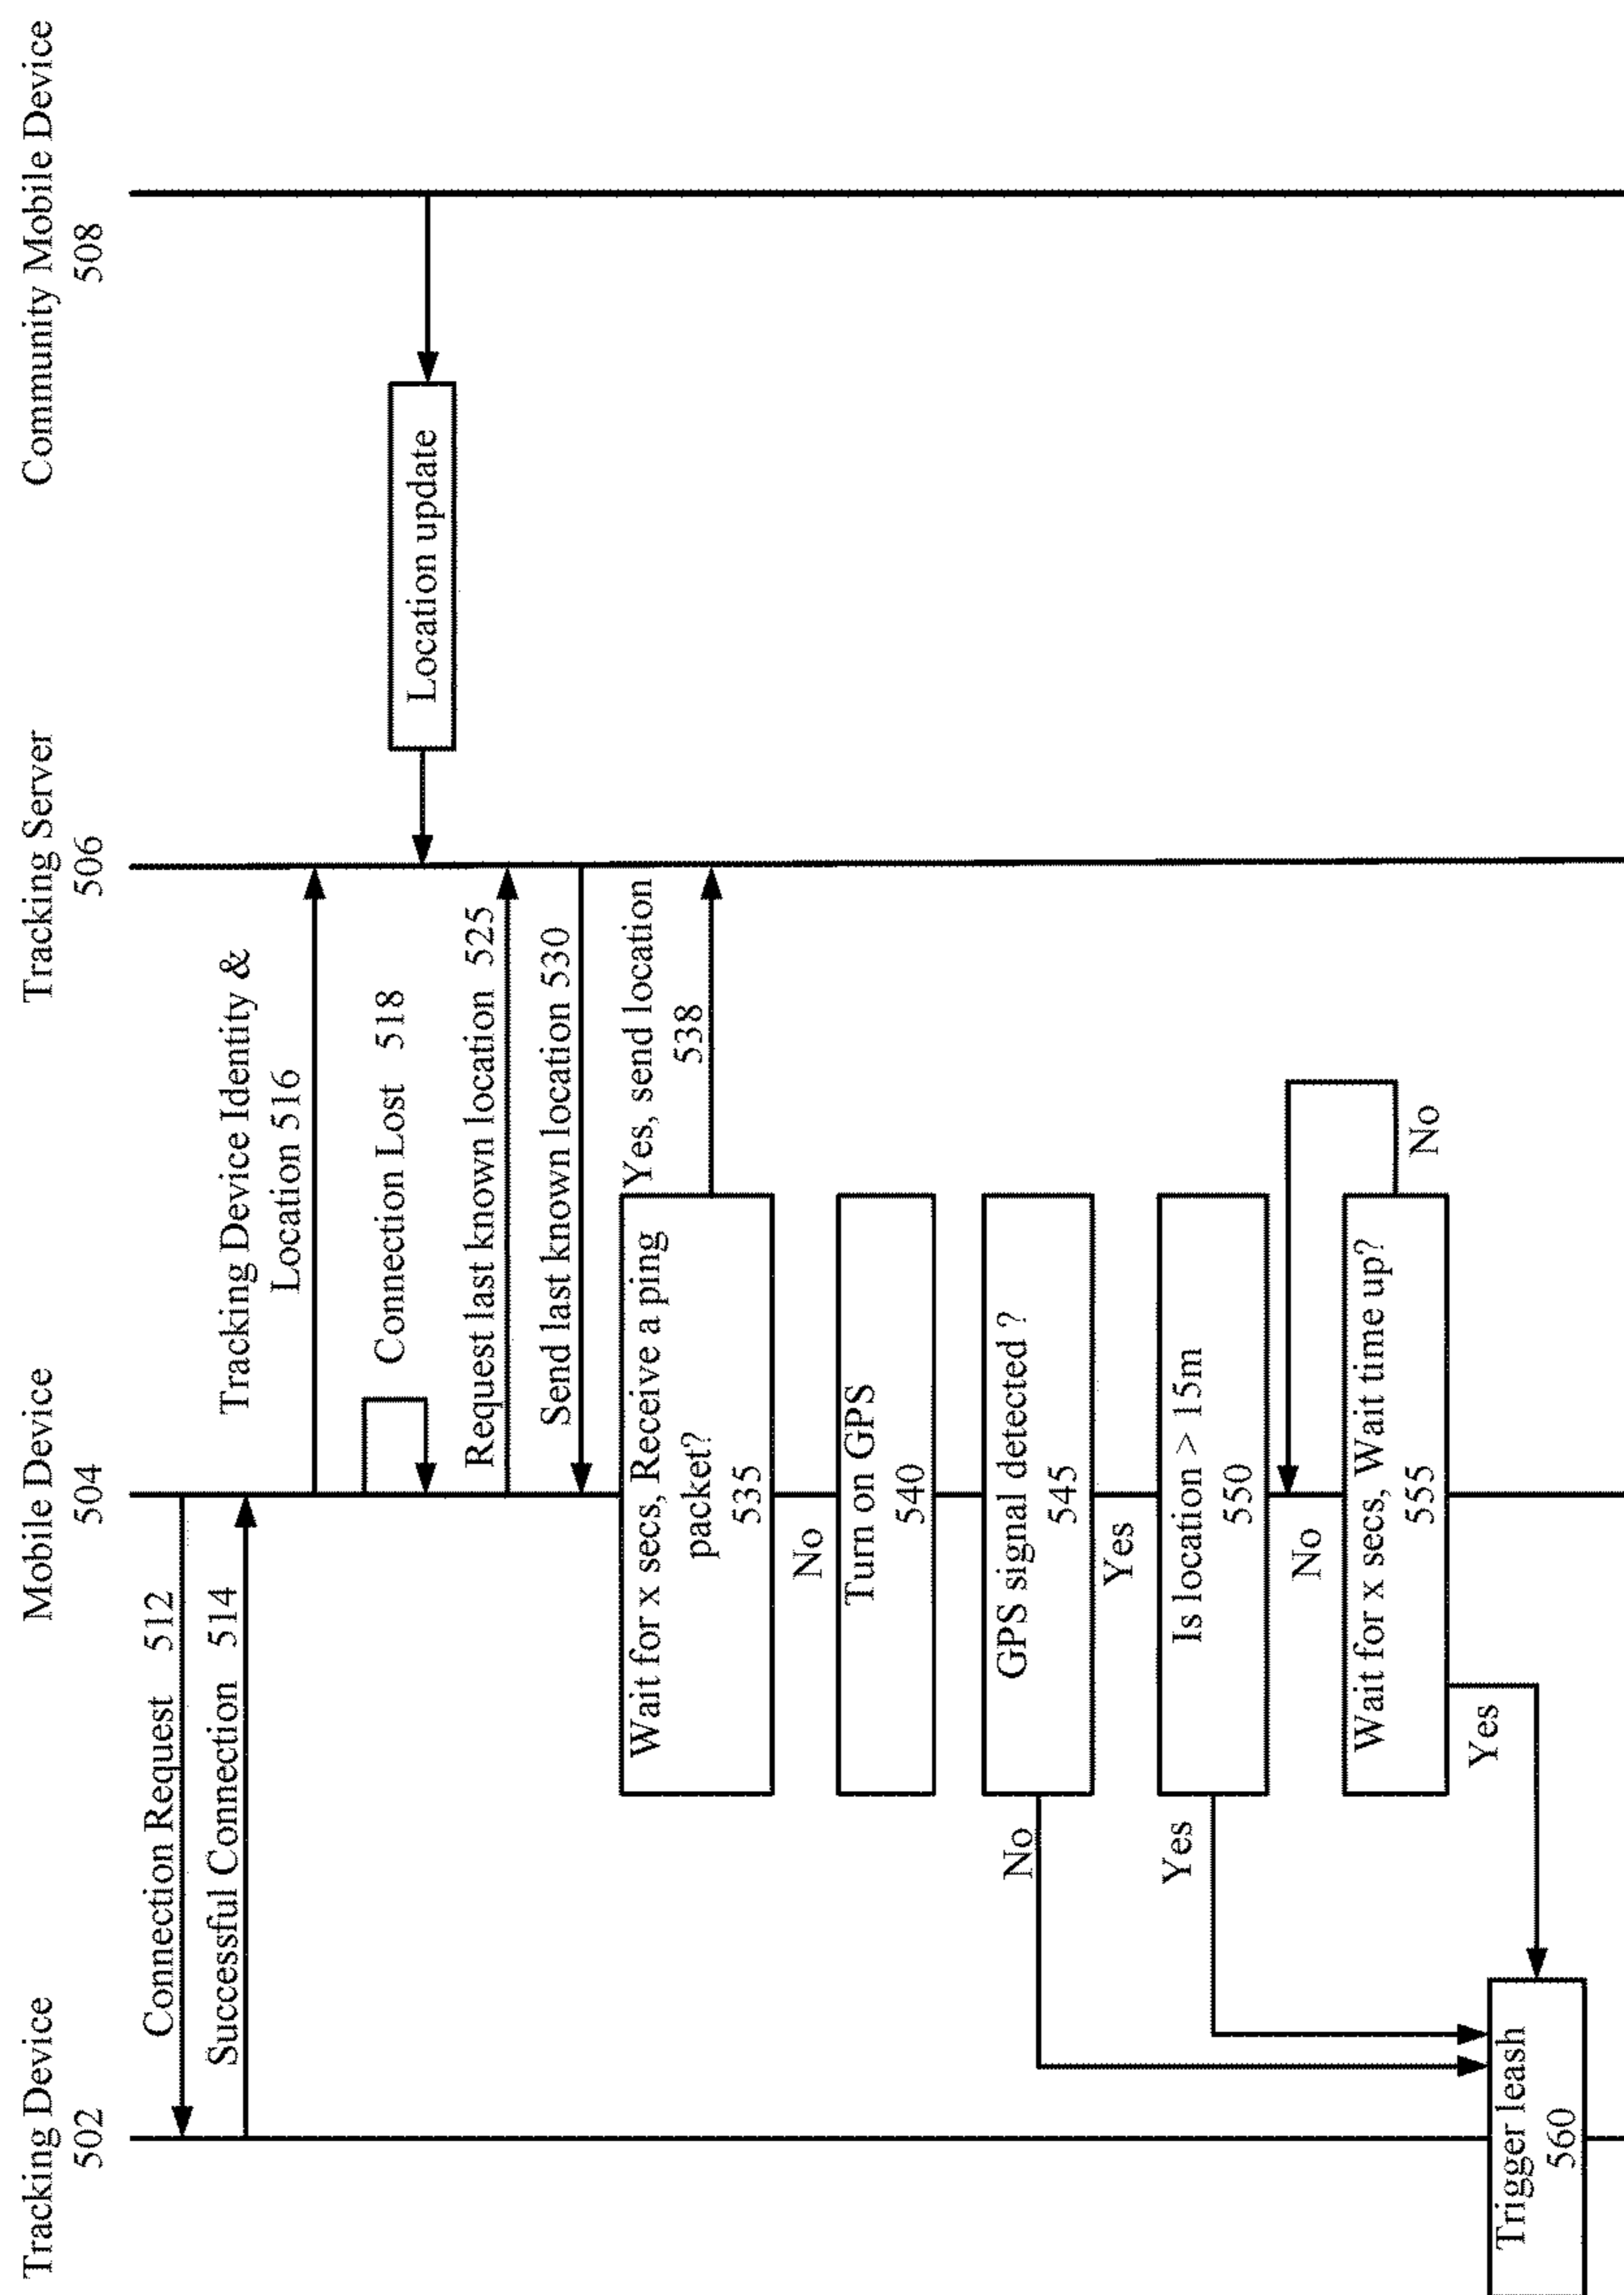 Tracking Device
502
Mobile Device
504
Tracking Server
506
Community Mobile Device
508
Connection Request 512
Successful Connection 514
Tracking Device Identity &
Location 516
Connection Lost 518
Location update
Request last known location 525
Send last known location 530
Wait for x secs, Receive a ping
packet?
535
Yes, send location
538
No
Turn on GPS
540
GPS signal detected ?
545
No
Yes
Is location > 15m
550
Yes
No
Wait for x secs, Wait time up?
555
No
Yes
Trigger leash
560